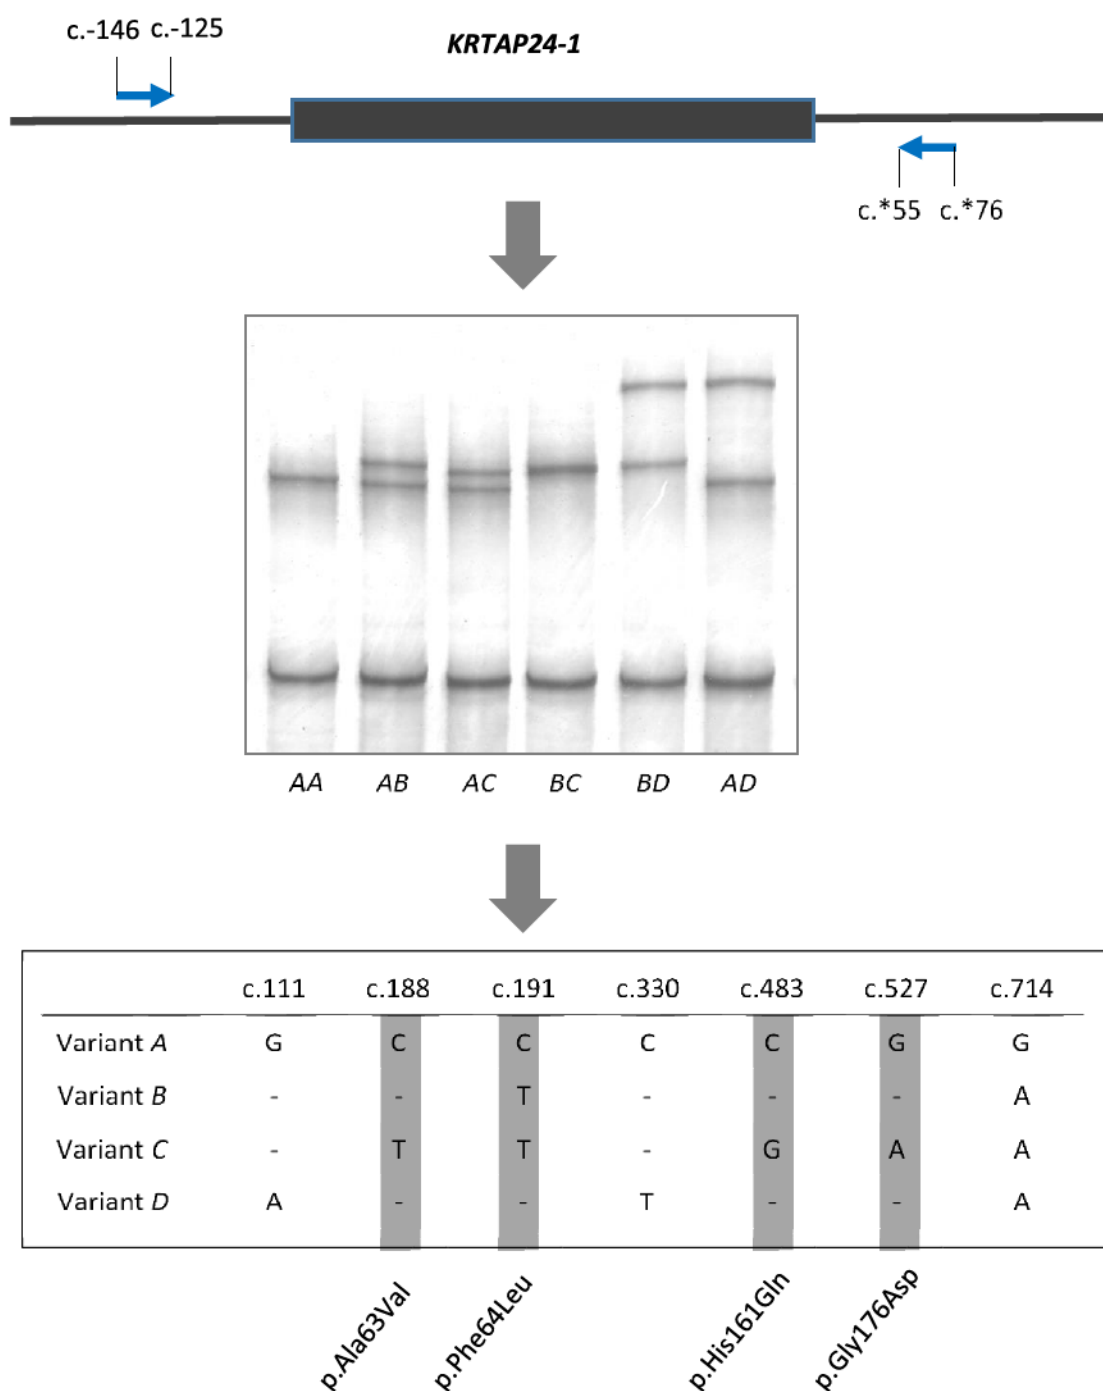 c.-146 c.-125
KRTAP24-1
c.*55 c.*76
AA AB AC BC BD AD
c.111 c.188 c.191 c.330 c.483 c.527 c.714
Variant A G C C C C G G
Variant B - - T - - - A
Variant C - T T - G A A
Variant D A - - T - - A
p.Ala63Val
p.Phe64Leu
p.His161Gln
p.Gly176Asp